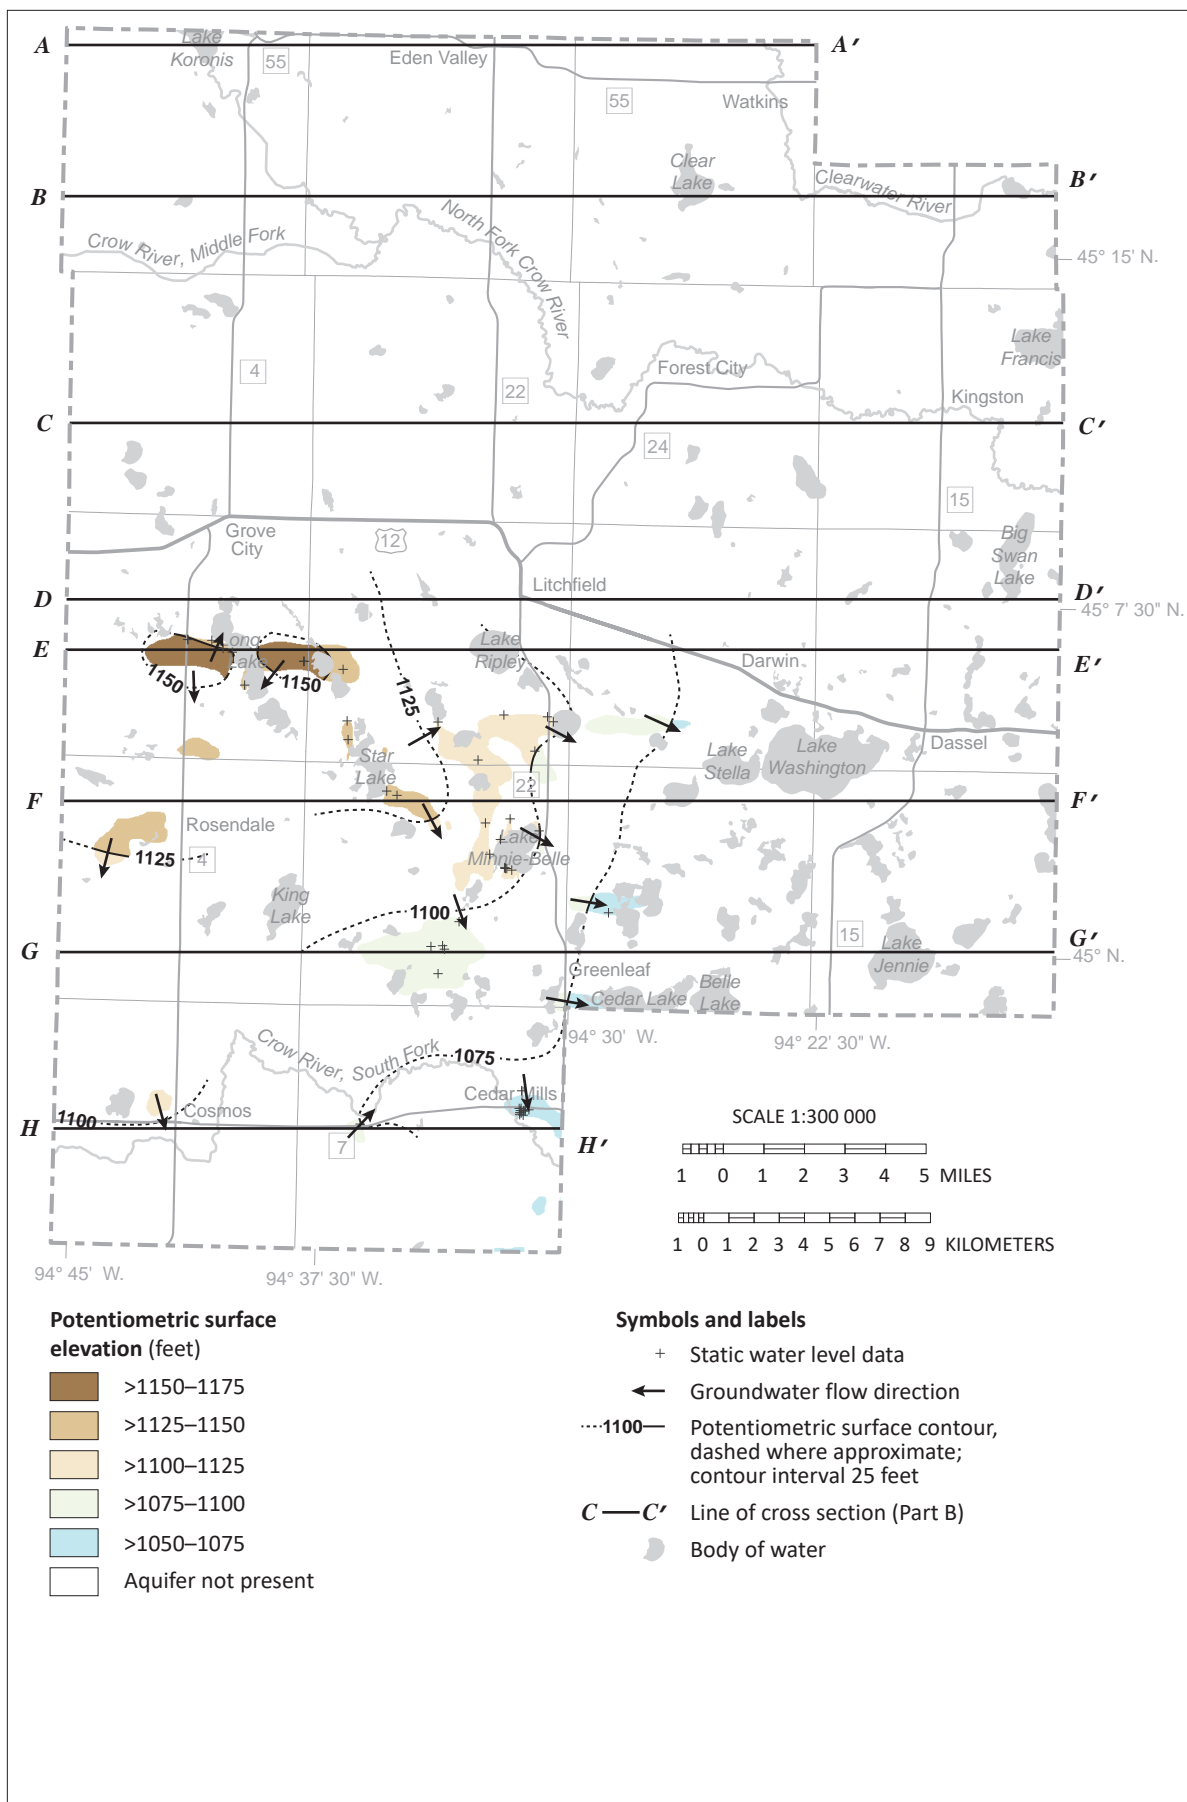 Lake
Koronis
A
A′
55
Eden Valley
55
Watkins
Clear
Lake
Clearwater River
B
B′
Crow River, Middle Fork
North Fork Crow River
45° 15′ N.
Lake
Francis
4
22
Forest City
Kingston
C
C′
24
15
Grove
City
12
Big
Swan
Lake
Litchfield
D
D′
45° 7′ 30″ N.
E
E′
Long
Lake
Lake
Ripley
Darwin
1150
1150
1125
Star
Lake
Lake
Stella
Lake
Washington
Dassel
22
F
F′
Rosendale
1125
4
Lake
Minnie-Belle
King
Lake
1100
15
Lake
Jennie
G
G′
45° N.
Greenleaf
Cedar Lake
Belle
Lake
94° 30′ W.
94° 22′ 30″ W.
Crow River, South Fork
1075
Cedar Mills
1100
Cosmos
H
H′
7
SCALE 1:300 000
1 0 1 2 3 4 5 MILES
1 0 1 2 3 4 5 6 7 8 9 KILOMETERS
94° 45′ W.
94° 37′ 30″ W.
Potentiometric surface
elevation (feet)
>1150–1175
>1125–1150
>1100–1125
>1075–1100
>1050–1075
Aquifer not present
Symbols and labels
Static water level data
Groundwater flow direction
1100
Potentiometric surface contour,
dashed where approximate;
contour interval 25 feet
C C′ Line of cross section (Part B)
Body of water